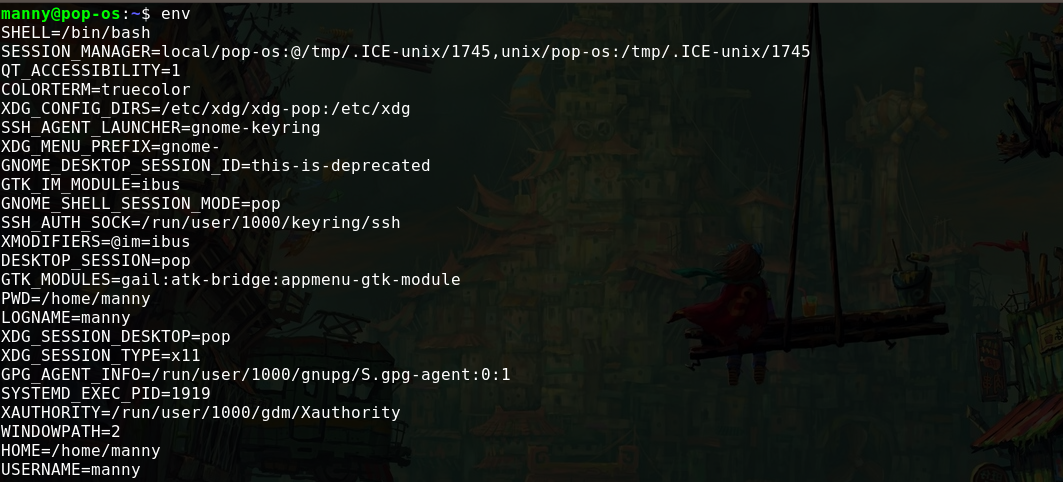 manny@pop-os:~$ env
SHELL=/bin/bash
SESSION_MANAGER=local/pop-os:@/tmp/.ICE-unix/1745,unix/pop-os:/tmp/.ICE-unix/1745
QT_ACCESSIBILITY=1
COLORTERM=truecolor
XDG_CONFIG_DIRS=/etc/xdg/xdg-pop:/etc/xdg
SSH_AGENT_LAUNCHER=gnome-keyring
XDG_MENU_PREFIX=gnome-
GNOME_DESKTOP_SESSION_ID=this-is-deprecated
GTK_IM_MODULE=ibus
GNOME_SHELL_SESSION_MODE=pop
SSH_AUTH_SOCK=/run/user/1000/keyring/ssh
XMODIFIERS=@im=ibus
DESKTOP_SESSION=pop
GTK_MODULES=gail:atk-bridge:appmenu-gtk-module
PWD=/home/manny
LOGNAME=manny
XDG_SESSION_DESKTOP=pop
XDG_SESSION_TYPE=x11
GPG_AGENT_INFO=/run/user/1000/gnupg/S.gpg-agent:0:1
SYSTEMD_EXEC_PID=1919
XAUTHORITY=/run/user/1000/gdm/Xauthority
WINDOWPATH=2
HOME=/home/manny
USERNAME=manny